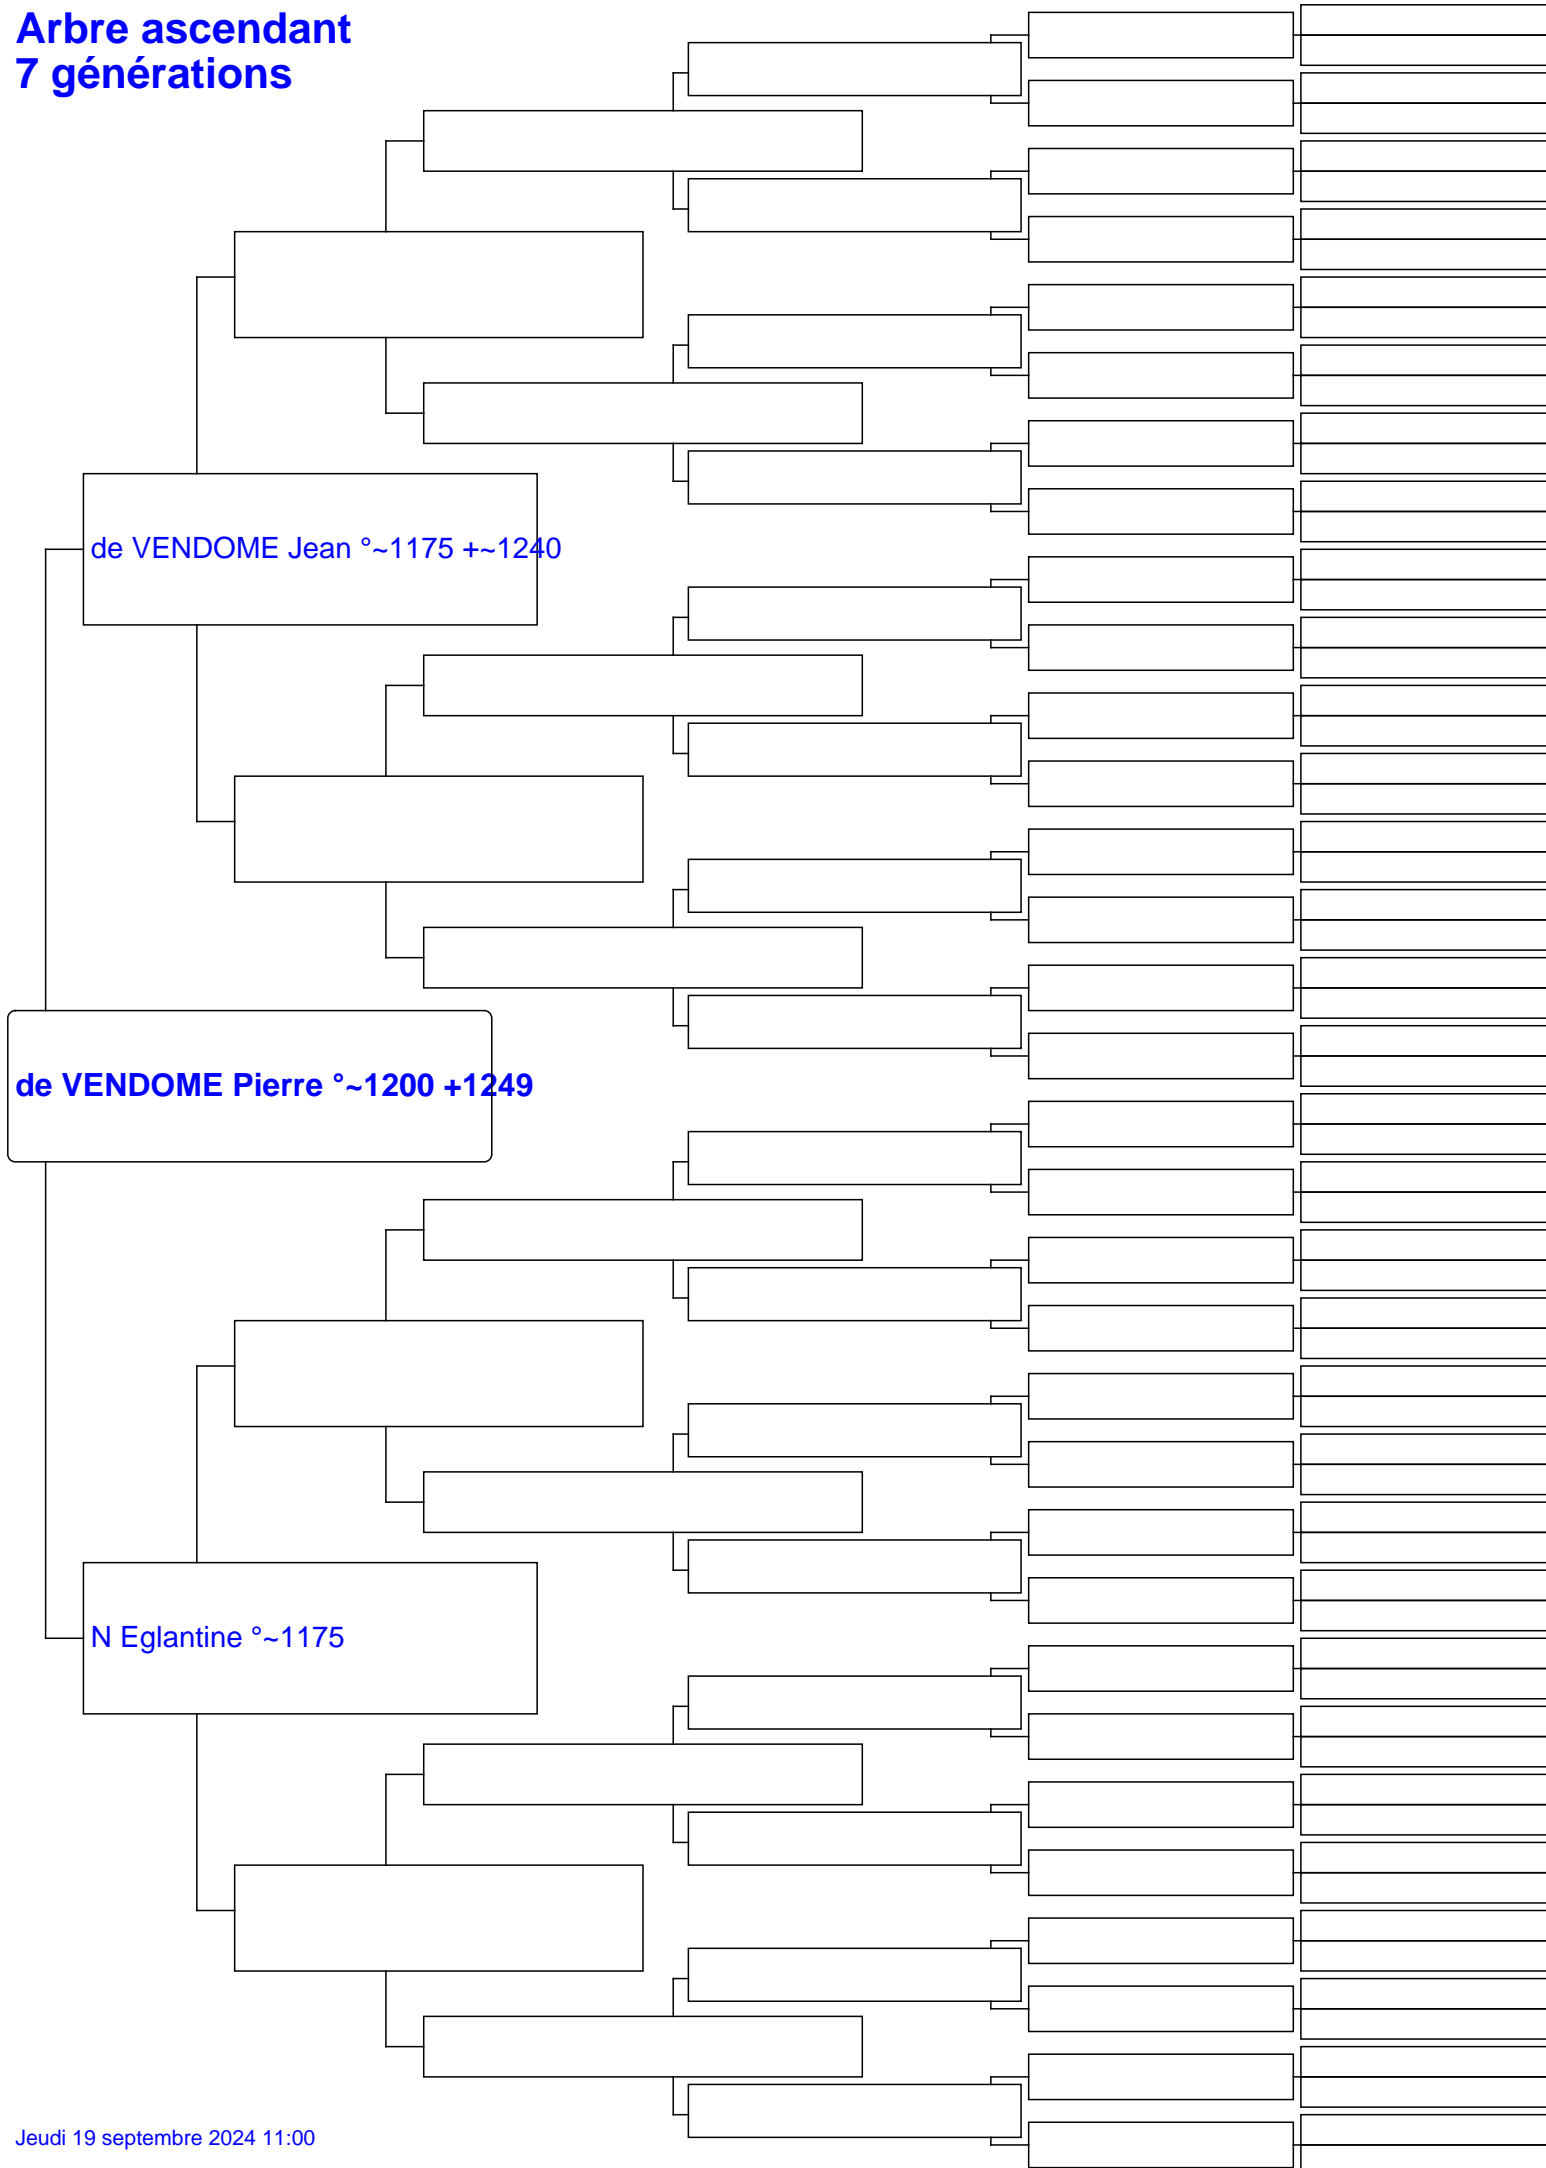 Arbre ascendant
7 générations
de VENDOME Jean °~1175 +~1240
de VENDOME Pierre °~1200 +1249
N Eglantine °~1175
Jeudi 19 septembre 2024 11:00